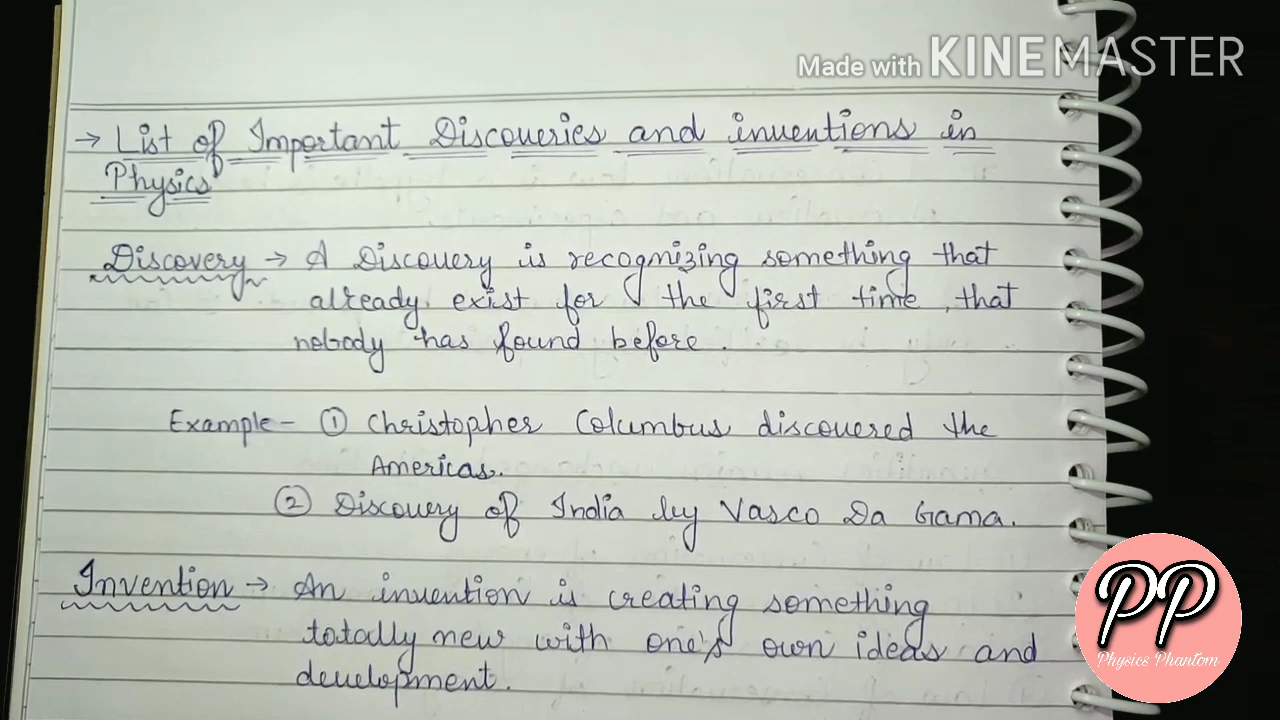 Made with KINEMASTER
→ List of Important Discoveries and inventions in
Physics
Discovery → A Discovery is recognizing something that
already exist for the first time, that
nobody has found before.
Example - ① Christopher Columbus discovered the
Americas.
② Discovery of India by Vasco Da Gama.
Invention → An invention is creating something
totally new with one's own ideas and
development.
PP
Physics Phantom